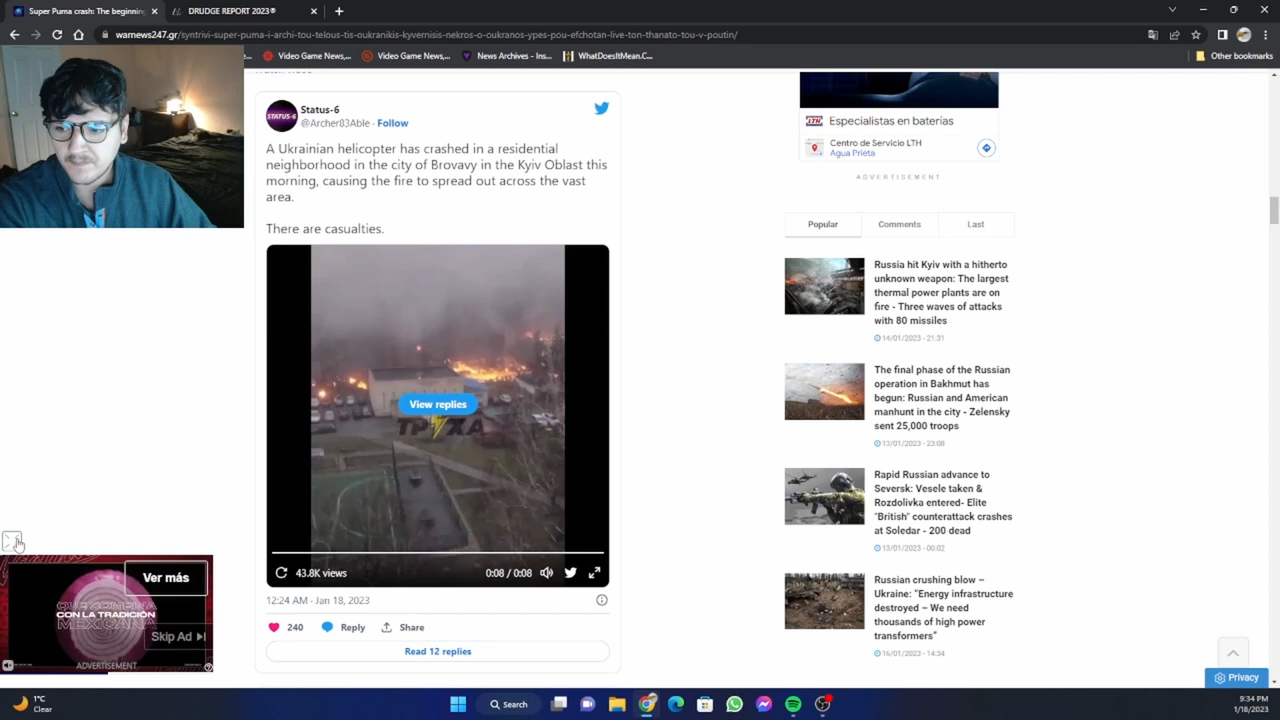 Super Puma crash: The beginning
DRUDGE REPORT 2023®
warnews247.gr/syntrivi-super-puma-i-archi-tou-telous-tis-oukranikis-kyvernisis-nekros-o-oukranos-ypes-pou-efchotan-live-ton-thanato-tou-v-poutin/
Video Game News,...
Video Game News,...
News Archives - Ins...
WhatDoesItMean.C...
Other bookmarks
STATUS-6
Status-6
@Archer83Able · Follow
A Ukrainian helicopter has crashed in a residential
neighborhood in the city of Brovavy in the Kyiv Oblast this
morning, causing the fire to spread out across the vast
area.
There are casualties.
View replies
43.8K views
0:08 / 0:08
12:24 AM · Jan 18, 2023
240
Reply
Share
Read 12 replies
LTH
Especialistas en baterías
Centro de Servicio LTH
Agua Prieta
ADVERTISEMENT
Popular
Comments
Last
Russia hit Kyiv with a hitherto
unknown weapon: The largest
thermal power plants are on
fire - Three waves of attacks
with 80 missiles
14/01/2023 - 21:31
The final phase of the Russian
operation in Bakhmut has
begun: Russian and American
manhunt in the city - Zelensky
sent 25,000 troops
13/01/2023 - 23:08
Rapid Russian advance to
Seversk: Vesele taken &
Rozdolivka entered- Elite
"British" counterattack crashes
at Soledar - 200 dead
13/01/2023 - 00:02
Russian crushing blow –
Ukraine: “Energy infrastructure
destroyed – We need
thousands of high power
transformers”
16/01/2023 - 14:34
Ver más
CON LA TRADICIÓN
MEXICANA
Skip Ad
ADVERTISEMENT
Privacy
1°C
Clear
Search
9:34 PM
1/18/2023